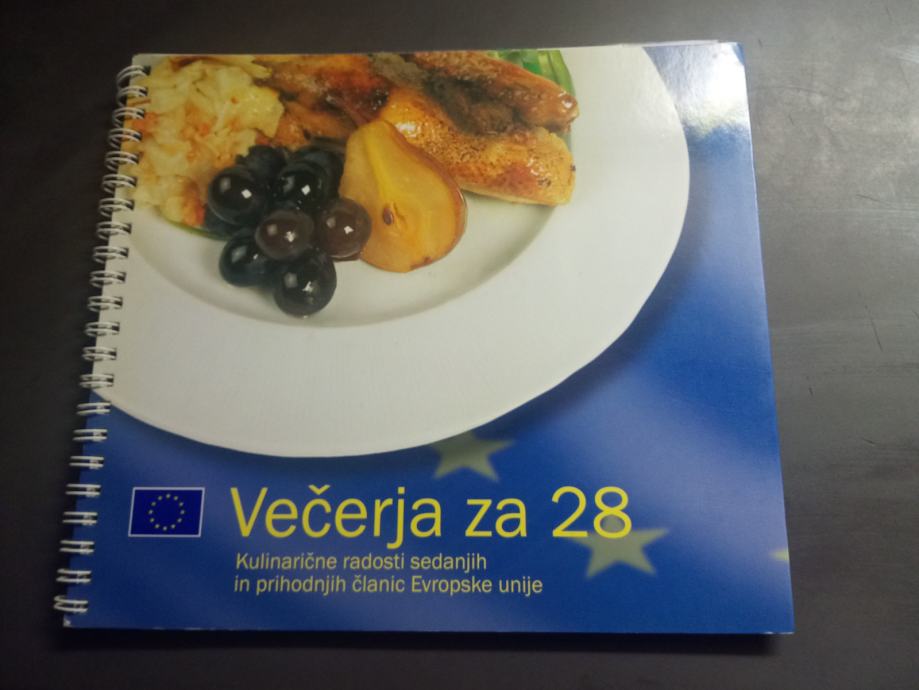 Večerja za 28
Kulinarične radosti sedanjih
in prihodnjih članic Evropske unije